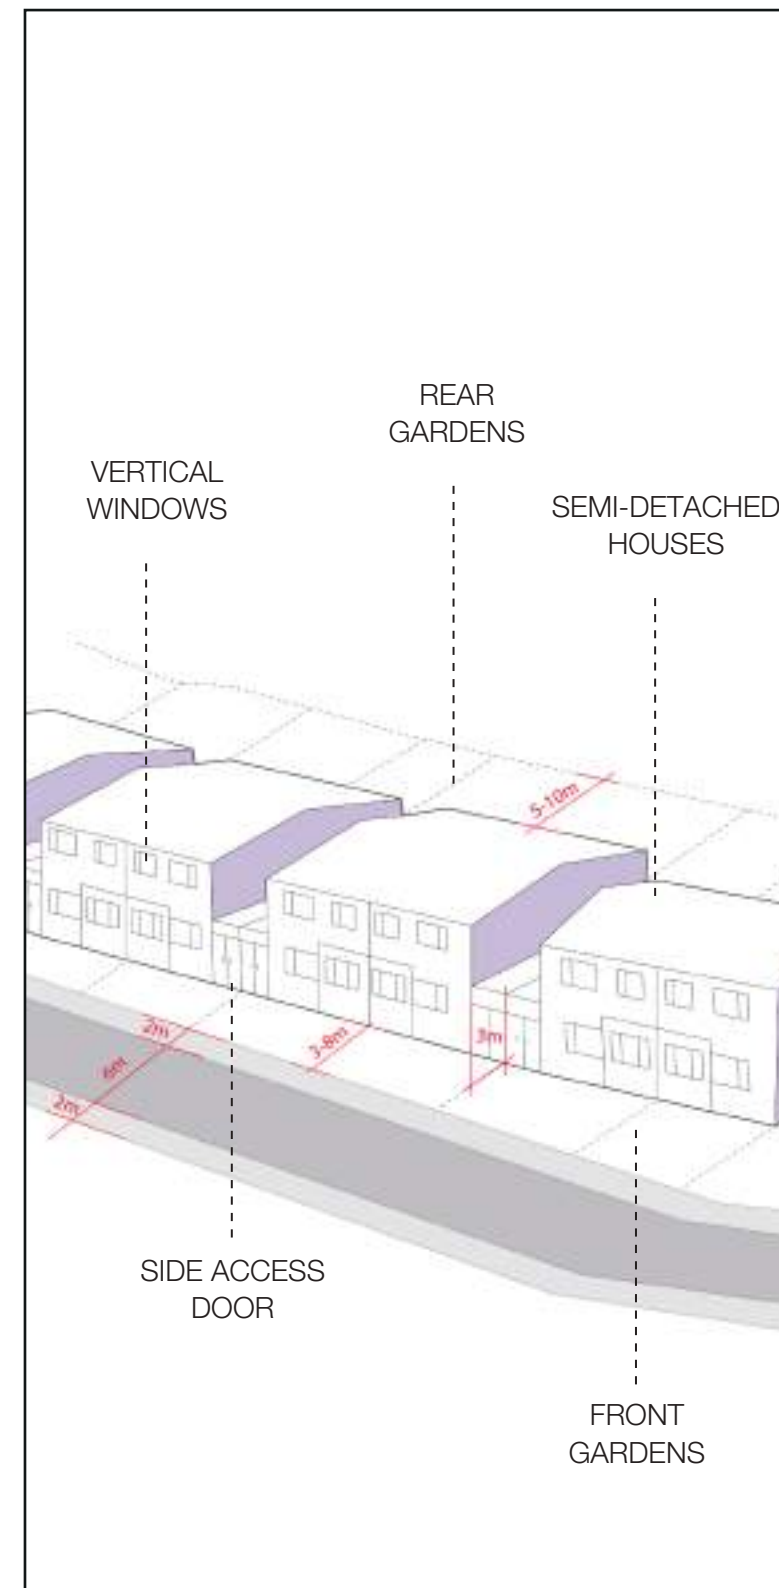 REAR
GARDENS
VERTICAL
WINDOWS
SEMI-DETACHED
HOUSES
5-10m
2m
6m
2m
3-8m
3m
SIDE ACCESS
DOOR
FRONT
GARDENS